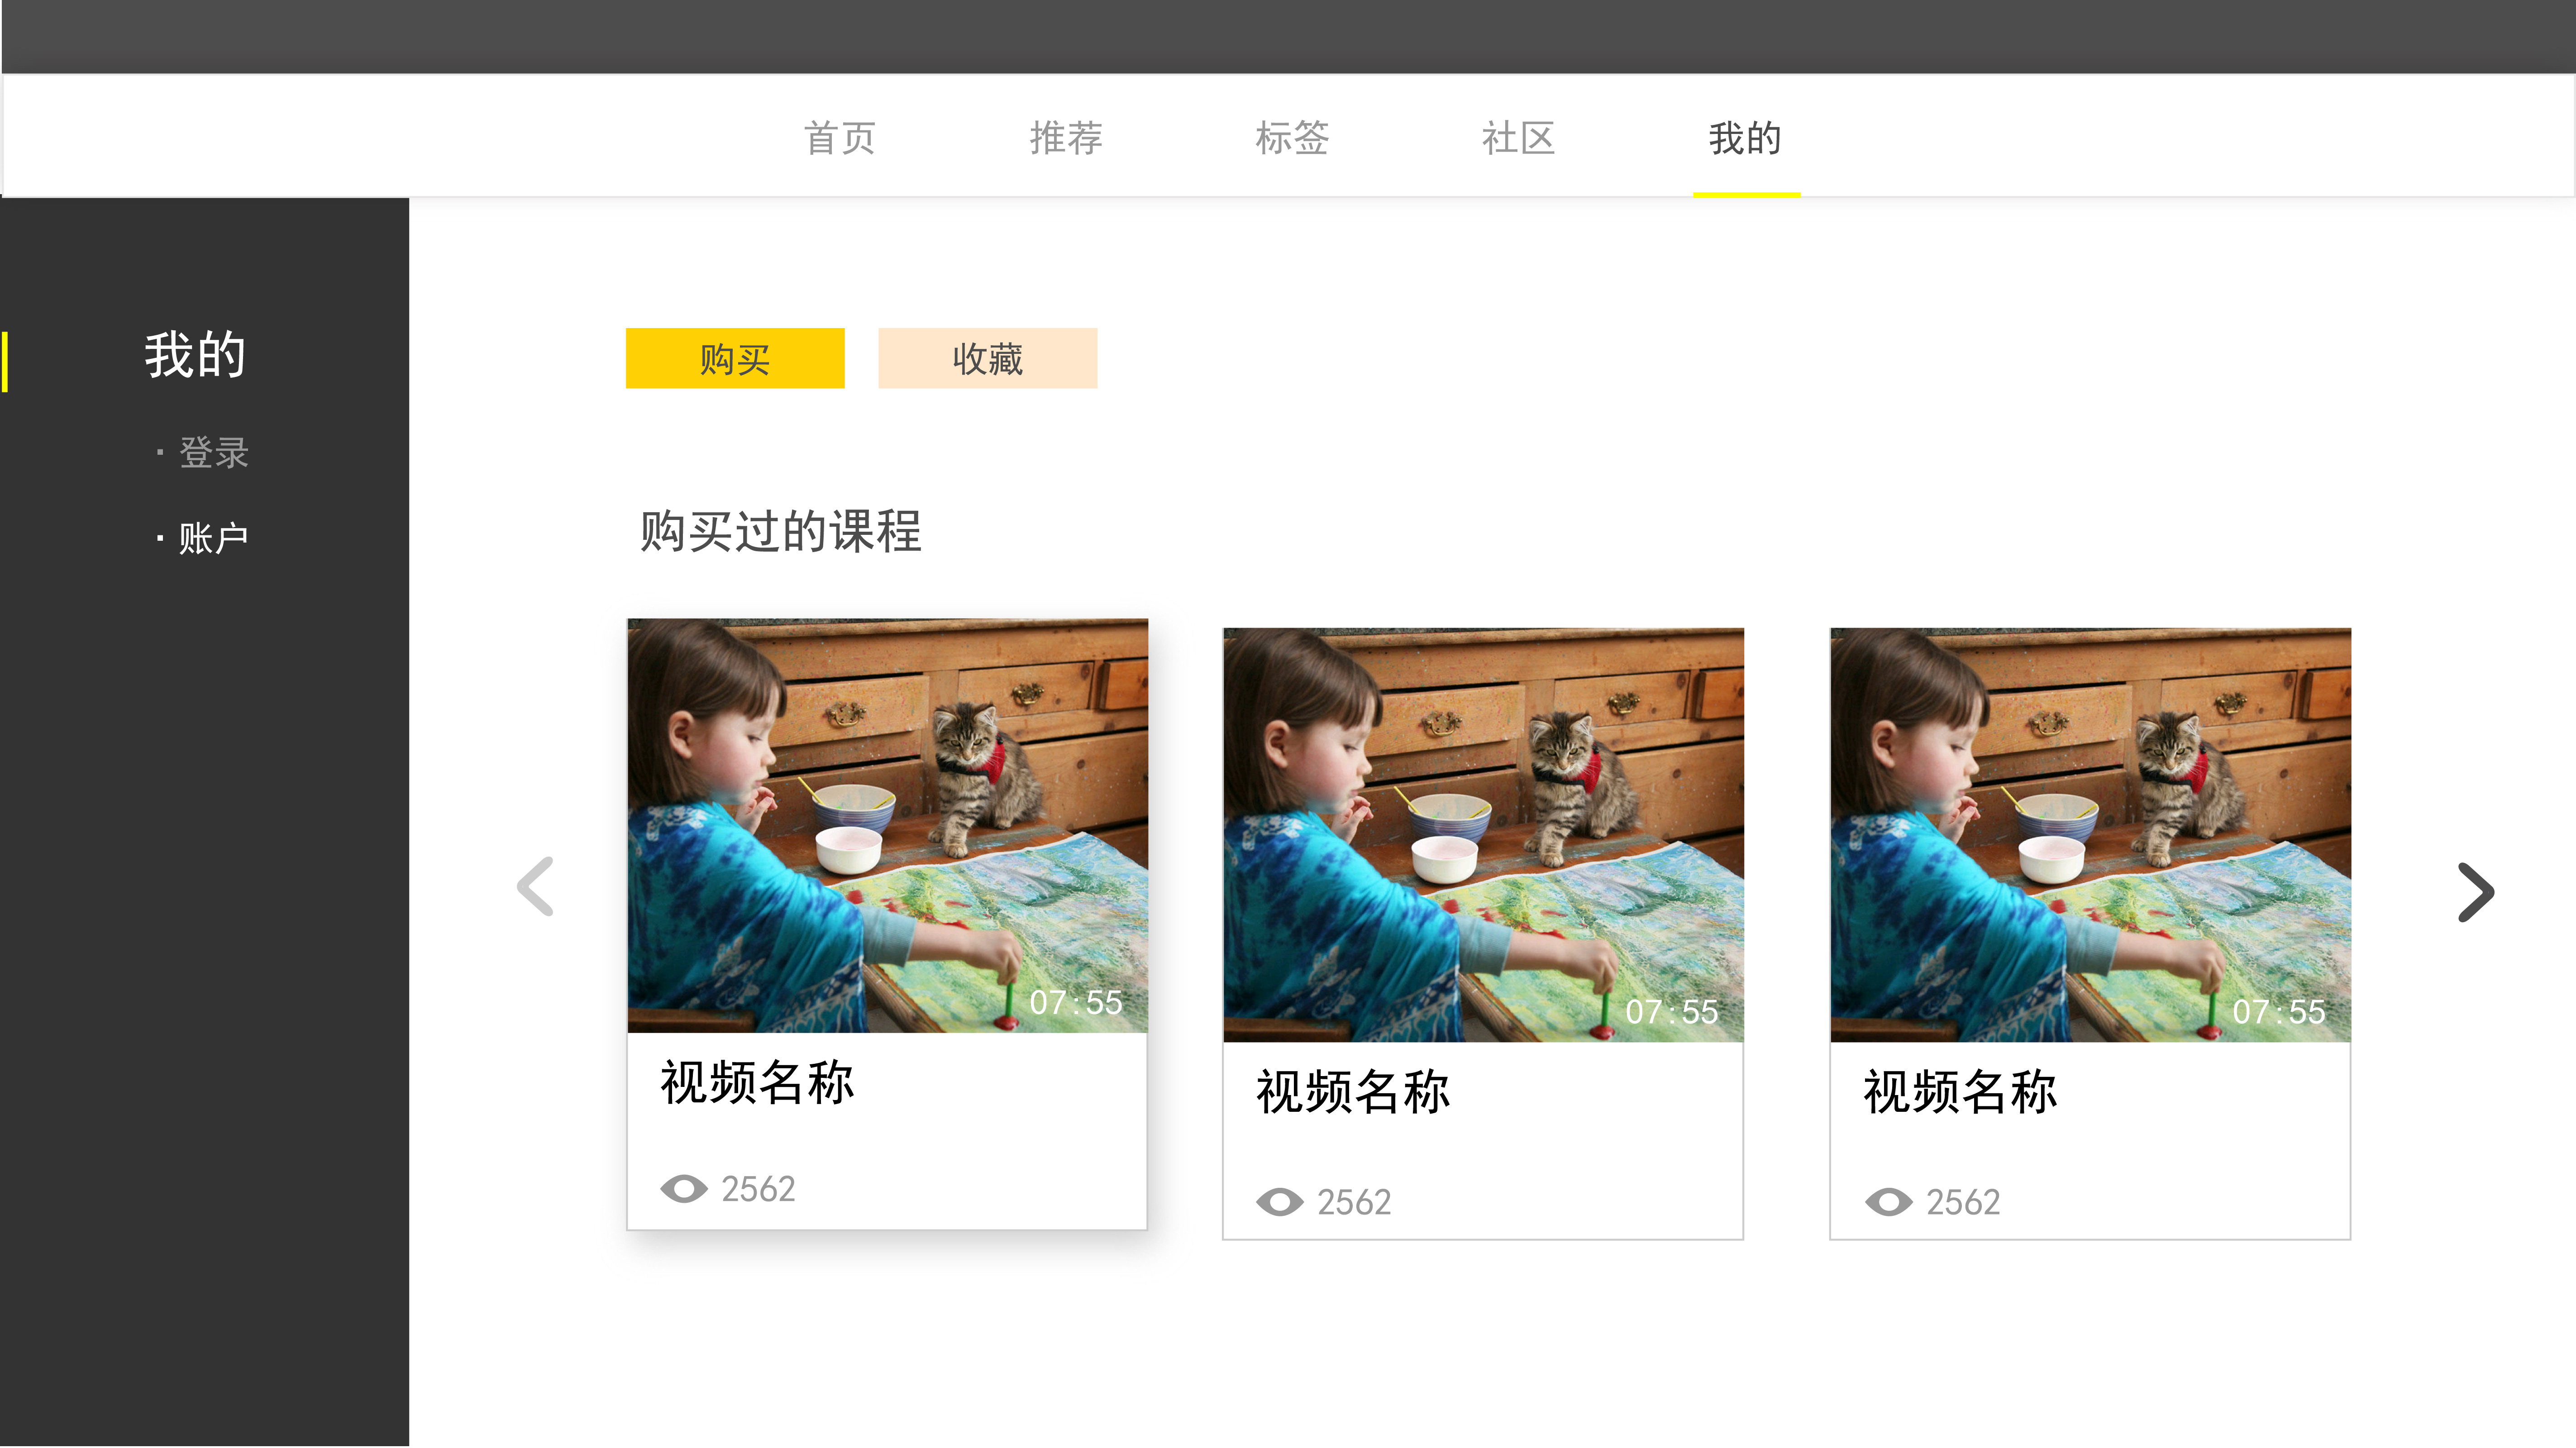 首页 推荐 标签 社区 我的
我的
· 登录
· 账户
购买 收藏
购买过的课程
07:55 07:55 07:55
视频名称 视频名称 视频名称
2562 2562 2562